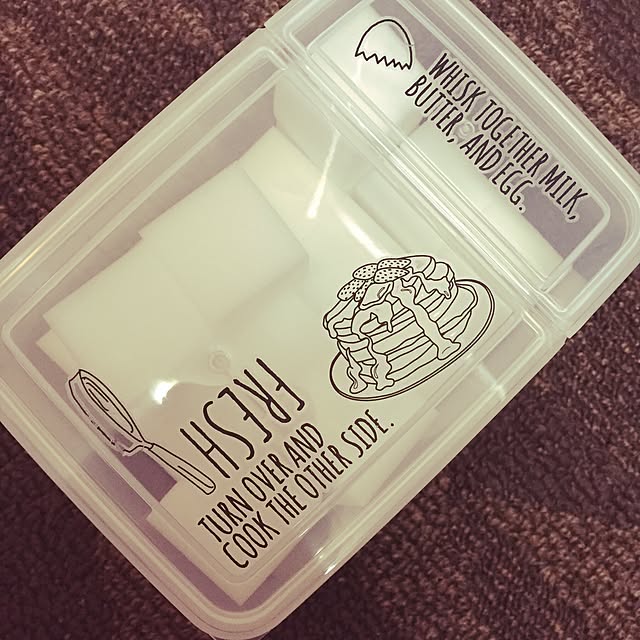 WHISK TOGETHER MILK,
BUTTER, AND EGG.
FRESH
TURN OVER AND
COOK THE OTHER SIDE.